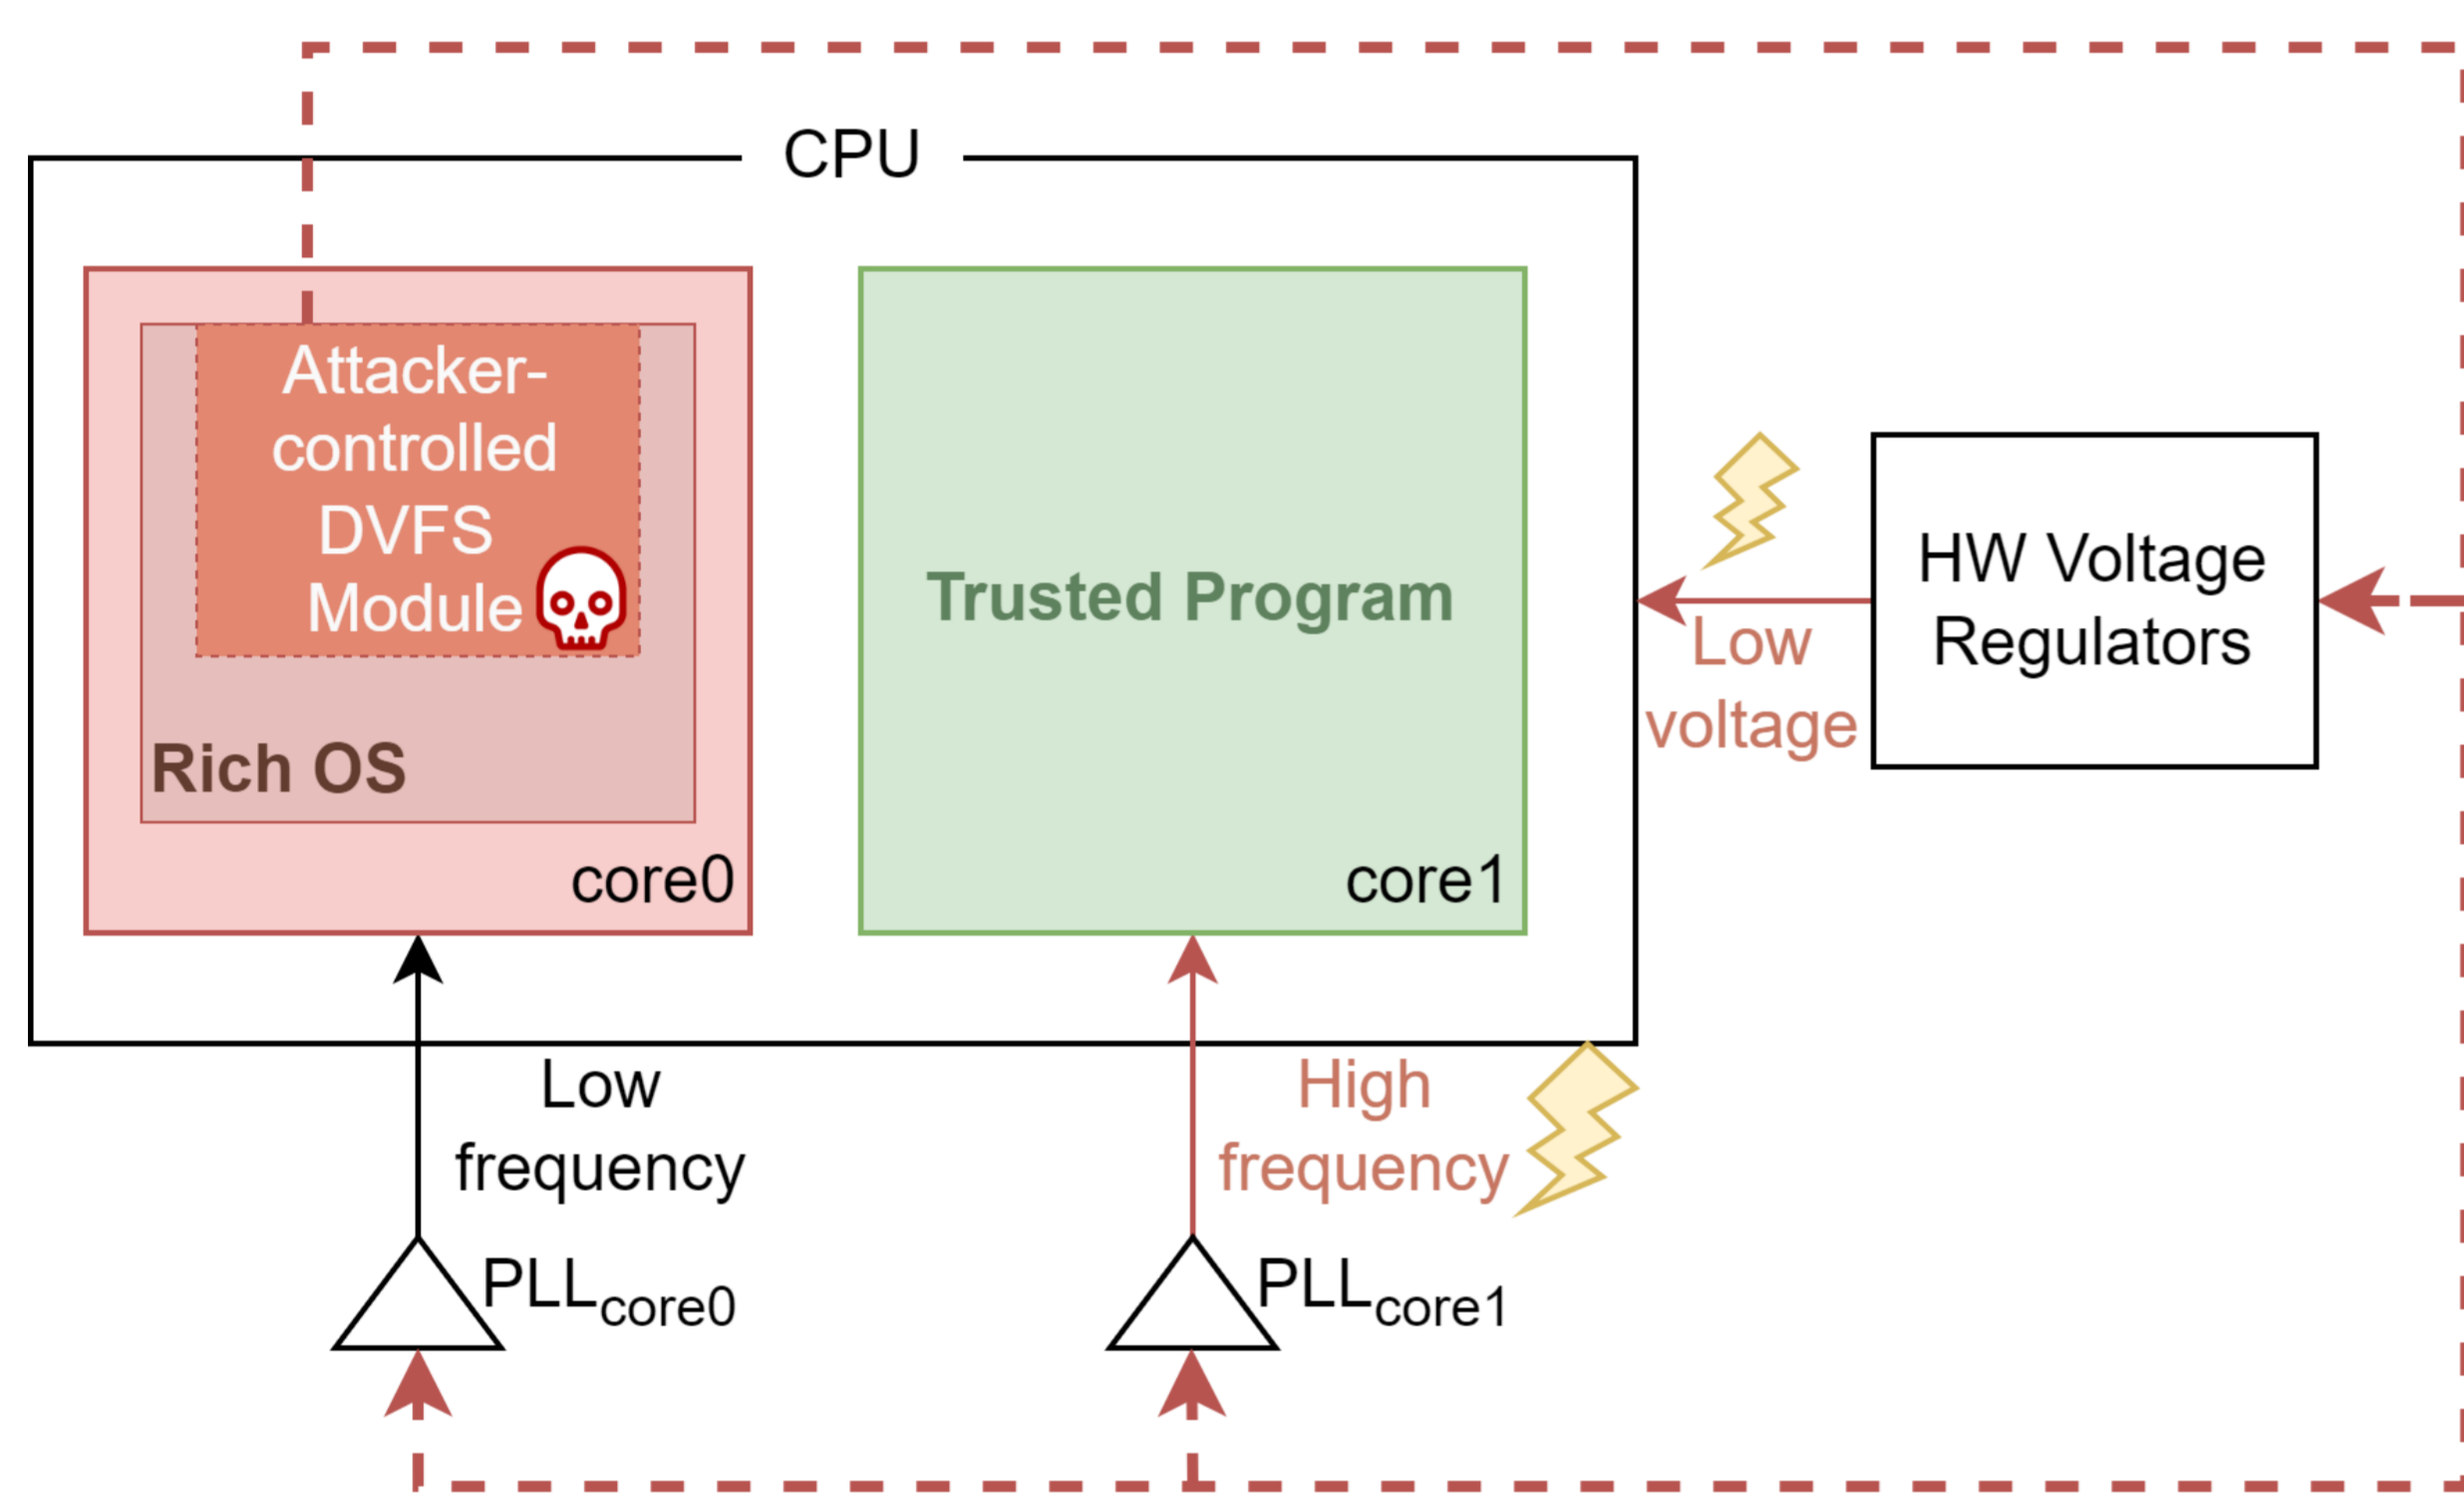 CPU
Attacker-
controlled
DVFS
Module
Rich OS
core0
Trusted Program
core1
Low
voltage
HW Voltage
Regulators
Low
frequency
High
frequency
PLLcore0
PLLcore1